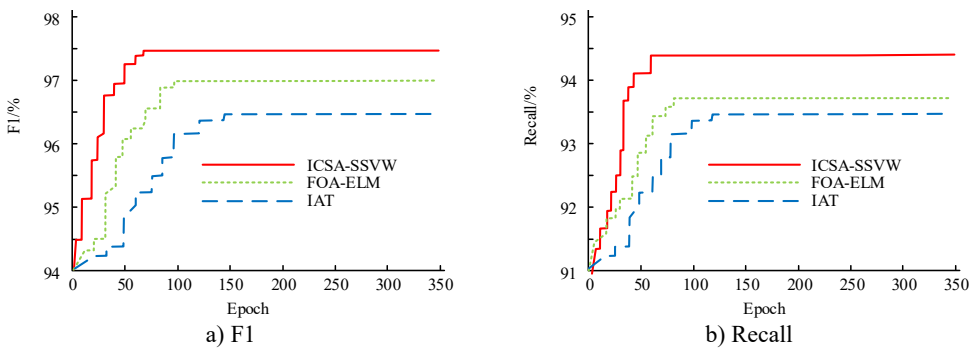 98
97
96
95
94
F1/%
ICSA-SSVW
FOA-ELM
IAT
0 50 100 150 200 250 300 350
Epoch
a) F1
95
94
93
92
91
Recall/%
ICSA-SSVW
FOA-ELM
IAT
0 50 100 150 200 250 300 350
Epoch
b) Recall